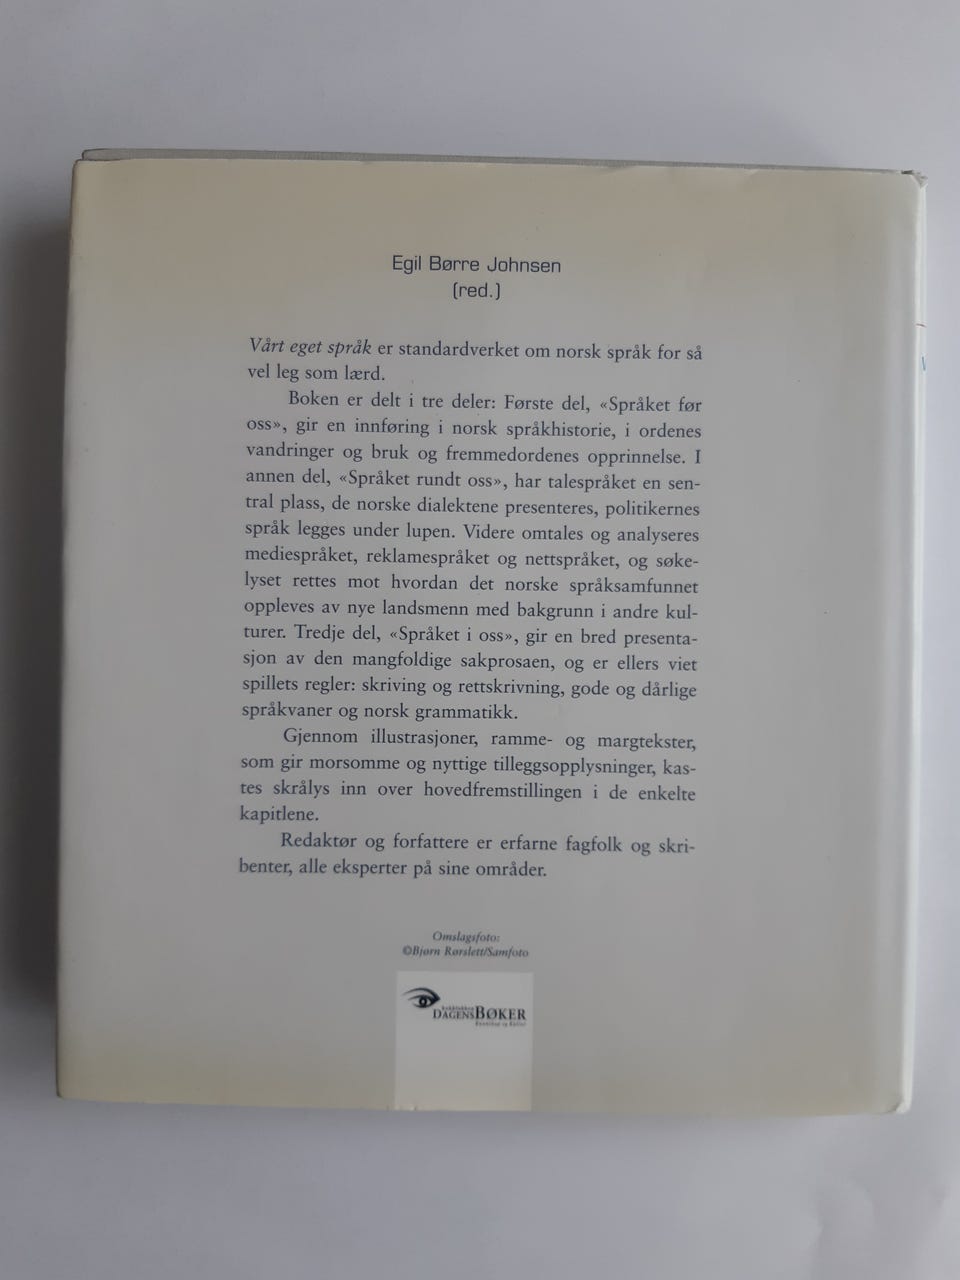 Egil Børre Johnsen
(red.)
Vårt eget språk er standardverket om norsk språk for så
vel leg som lærd.
Boken er delt i tre deler: Første del, «Språket før
oss», gir en innføring i norsk språkhistorie, i ordenes
vandringer og bruk og fremmedordenes opprinnelse. I
annen del, «Språket rundt oss», har talespråket en sen-
tral plass, de norske dialektene presenteres, politikernes
språk legges under lupen. Videre omtales og analyseres
mediespråket, reklamespråket og nettspråket, og søke-
lyset rettes mot hvordan det norske språksamfunnet
oppleves av nye landsmenn med bakgrunn i andre kul-
turer. Tredje del, «Språket i oss», gir en bred presenta-
sjon av den mangfoldige sakprosaen, og er ellers viet
spillets regler: skriving og rettskrivning, gode og dårlige
språkvaner og norsk grammatikk.
Gjennom illustrasjoner, ramme- og margtekster,
som gir morsomme og nyttige tilleggsopplysninger, kas-
tes skrålys inn over hovedfremstillingen i de enkelte
kapitlene.
Redaktør og forfattere er erfarne fagfolk og skri-
benter, alle eksperter på sine områder.
Omslagsfoto:
©Bjørn Rørslett/Samfoto
DAGENSBØKER